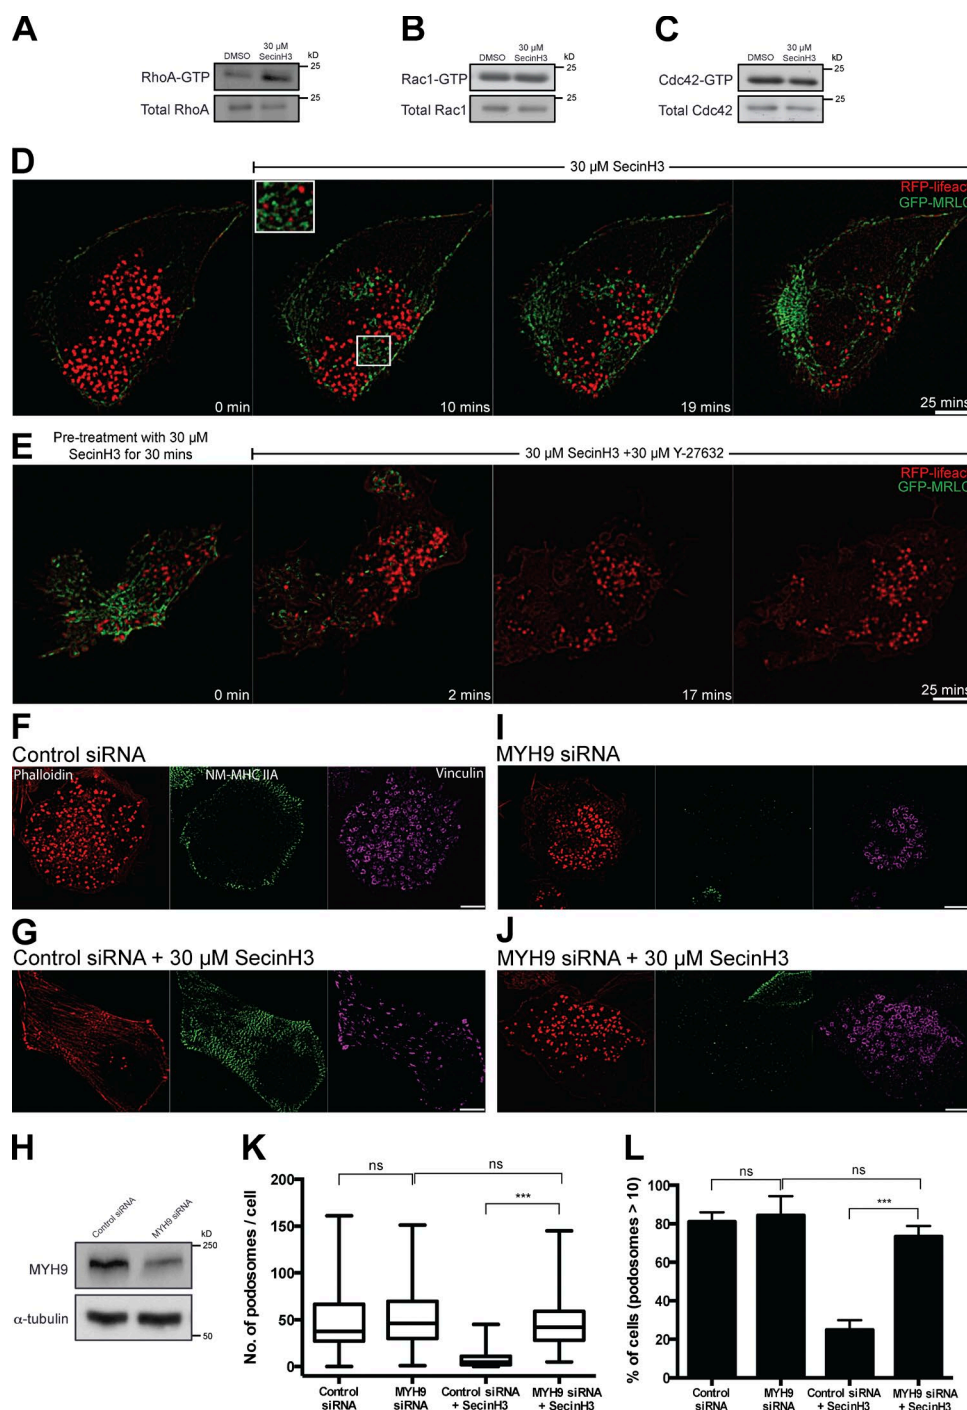 A
B
C
DMSO
30 µM
SecinH3
kD
RhoA-GTP
25
Total RhoA
25
DMSO
30 µM
SecinH3
kD
Rac1-GTP
25
Total Rac1
25
DMSO
30 µM
SecinH3
kD
Cdc42-GTP
25
Total Cdc42
25
D
30 µM SecinH3
RFP-lifeact
GFP-MRLC
0 min
10 mins
19 mins
25 mins
E
Pre-treatment with 30 µM
SecinH3 for 30 mins
30 µM SecinH3 +30 µM Y-27632
RFP-lifeact
GFP-MRLC
0 min
2 mins
17 mins
25 mins
F
Control siRNA
Phalloidin
NM-MHC IIA
Vinculin
I
MYH9 siRNA
G
Control siRNA + 30 µM SecinH3
J
MYH9 siRNA + 30 µM SecinH3
H
Control siRNA
MYH9 siRNA
kD
250
MYH9
α-tubulin
50
K
No. of podosomes / cell
200
150
100
50
0
ns
ns
***
Control
siRNA
MYH9
siRNA
Control siRNA
+ SecinH3
MYH9 siRNA
+ SecinH3
L
% of cells (podosomes > 10)
100
80
60
40
20
0
ns
ns
***
Control
siRNA
MYH9
siRNA
Control siRNA
+ SecinH3
MYH9 siRNA
+ SecinH3